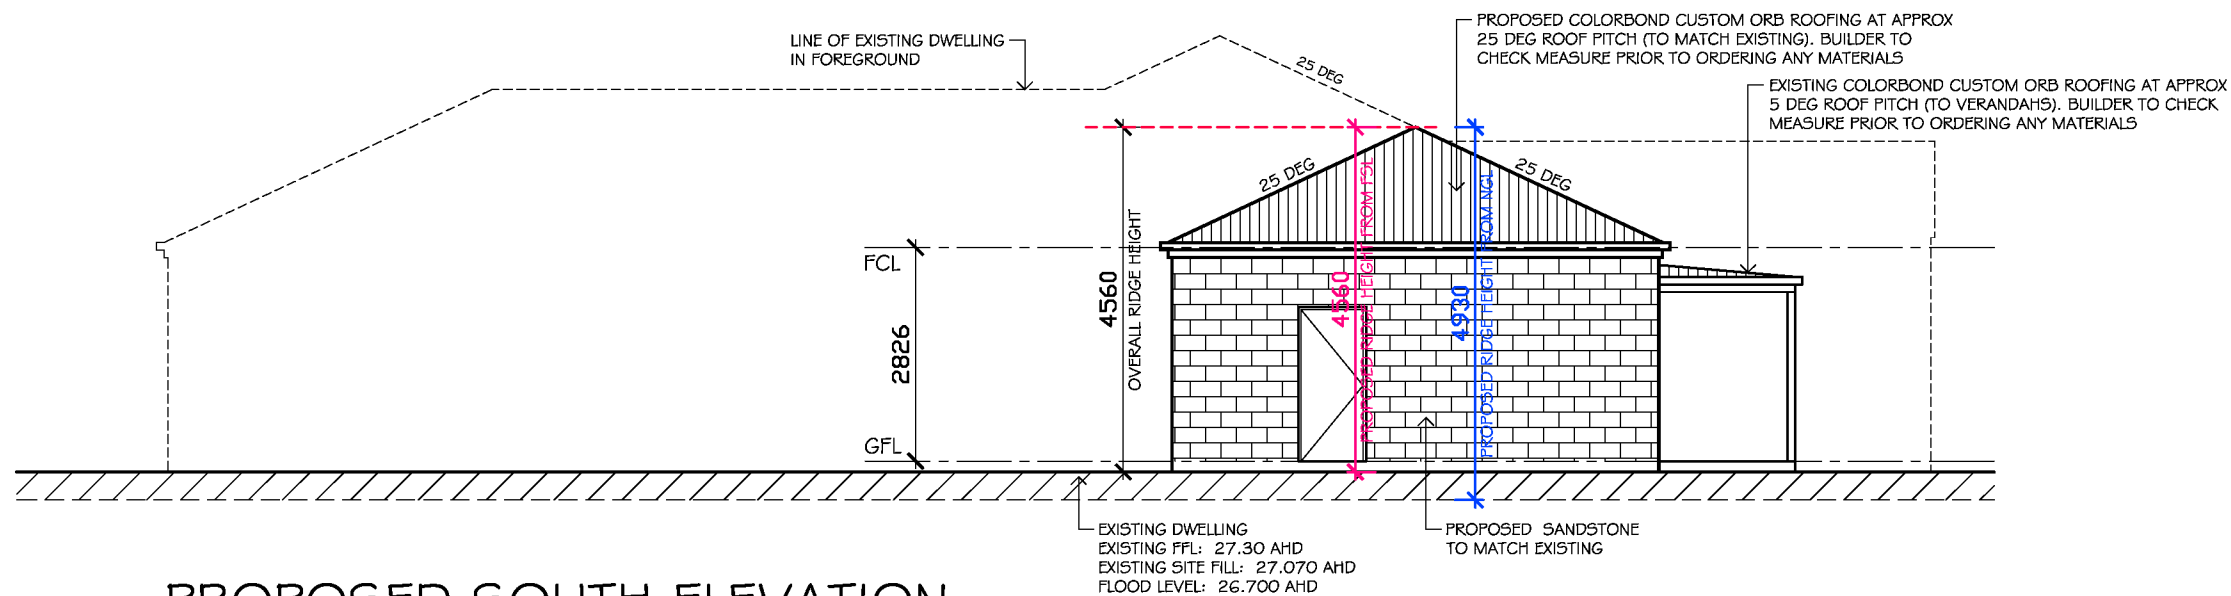 LINE OF EXISTING DWELLING
IN FOREGROUND
25 DEG
PROPOSED COLORBOND CUSTOM ORB ROOFING AT APPROX
25 DEG ROOF PITCH (TO MATCH EXISTING). BUILDER TO
CHECK MEASURE PRIOR TO ORDERING ANY MATERIALS
EXISTING COLORBOND CUSTOM ORB ROOFING AT APPROX
5 DEG ROOF PITCH (TO VERANDAHS). BUILDER TO CHECK
MEASURE PRIOR TO ORDERING ANY MATERIALS
25 DEG
25 DEG
FCL
2826
GFL
4560
OVERALL RIDGE HEIGHT
4560
PROPOSED RIDGE HEIGHT FROM FSL
4930
PROPOSED RIDGE HEIGHT FROM NGL
EXISTING DWELLING
EXISTING FFL: 27.30 AHD
EXISTING SITE FILL: 27.070 AHD
FLOOD LEVEL: 26.700 AHD
PROPOSED SANDSTONE
TO MATCH EXISTING
PROPOSED SOUTH ELEVATION